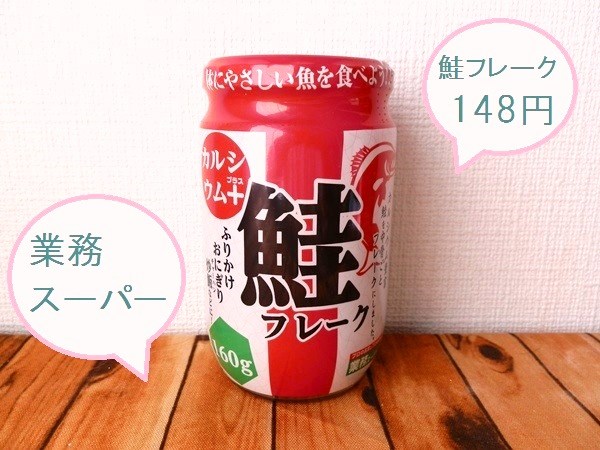 体にやさしい魚を食べよう
鮭フレーク
148円
カルシ
ウム+
プラス
鮭
フレーク
ふりかけ
おにぎり
160g
業務
スーパー